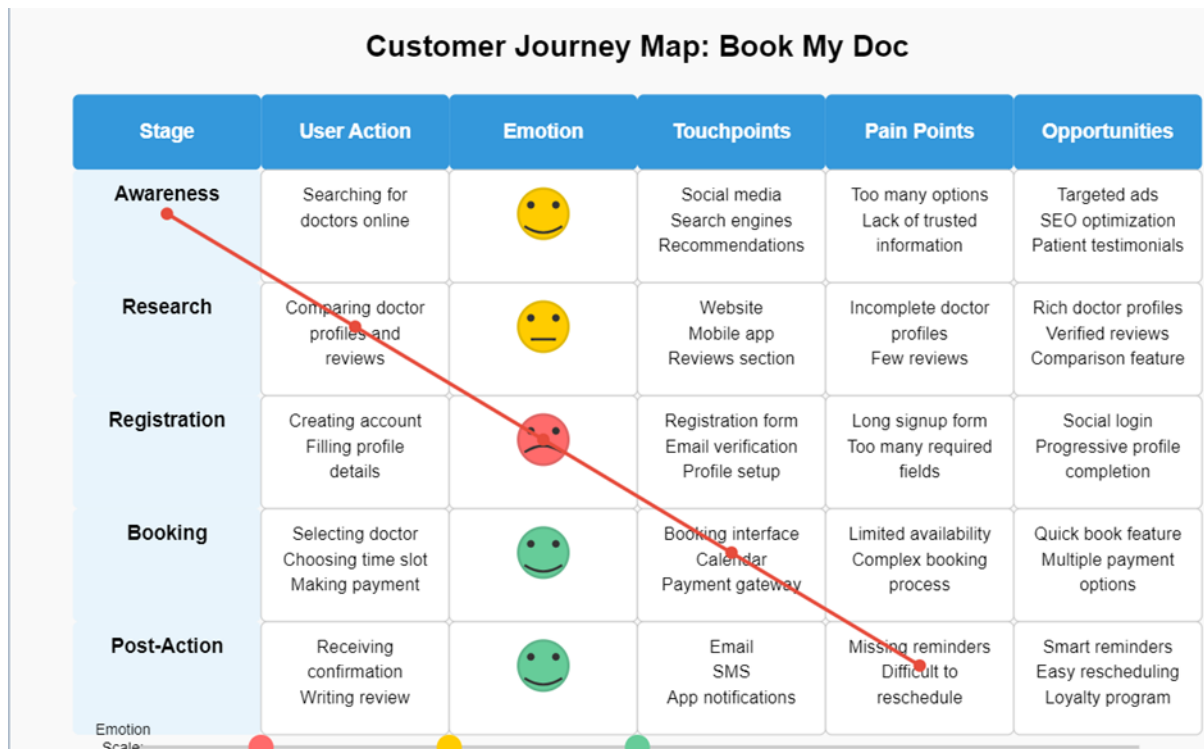 Customer Journey Map: Book My Doc
Stage
User Action
Emotion
Touchpoints
Pain Points
Opportunities
Awareness
Searching for
doctors online
Social media
Search engines
Recommendations
Too many options
Lack of trusted
information
Targeted ads
SEO optimization
Patient testimonials
Research
Comparing doctor
profiles and
reviews
Website
Mobile app
Reviews section
Incomplete doctor
profiles
Few reviews
Rich doctor profiles
Verified reviews
Comparison feature
Registration
Creating account
Filling profile
details
Registration form
Email verification
Profile setup
Long signup form
Too many required
fields
Social login
Progressive profile
completion
Booking
Selecting doctor
Choosing time slot
Making payment
Booking interface
Calendar
Payment gateway
Limited availability
Complex booking
process
Quick book feature
Multiple payment
options
Post-Action
Receiving
confirmation
Writing review
Email
SMS
App notifications
Missing reminders
Difficult to
reschedule
Smart reminders
Easy rescheduling
Loyalty program
Emotion
Scale: